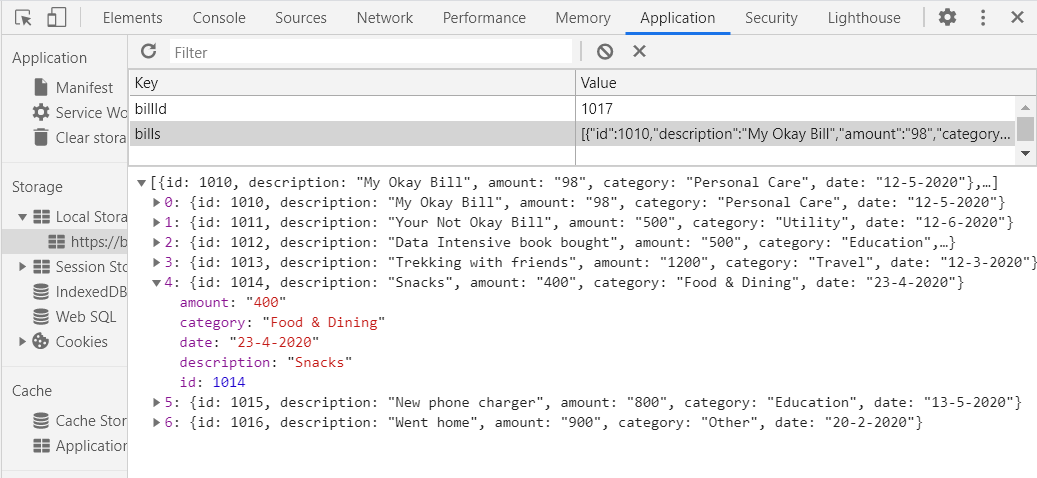 Elements Console Sources Network Performance Memory Application Security Lighthouse
Application
Manifest
Service Wo
Clear stora
Storage
Local Stora
https://b
Session Sto
IndexedDB
Web SQL
Cookies
Cache
Cache Stor
Application
Filter
Key Value
billId 1017
bills [{"id":1010,"description":"My Okay Bill","amount":"98","category...
[{id: 1010, description: "My Okay Bill", amount: "98", category: "Personal Care", date: "12-5-2020"},…]
0: {id: 1010, description: "My Okay Bill", amount: "98", category: "Personal Care", date: "12-5-2020"}
1: {id: 1011, description: "Your Not Okay Bill", amount: "500", category: "Utility", date: "12-6-2020"}
2: {id: 1012, description: "Data Intensive book bought", amount: "500", category: "Education",…}
3: {id: 1013, description: "Trekking with friends", amount: "1200", category: "Travel", date: "12-3-2020"}
4: {id: 1014, description: "Snacks", amount: "400", category: "Food & Dining", date: "23-4-2020"}
amount: "400"
category: "Food & Dining"
date: "23-4-2020"
description: "Snacks"
id: 1014
5: {id: 1015, description: "New phone charger", amount: "800", category: "Education", date: "13-5-2020"}
6: {id: 1016, description: "Went home", amount: "900", category: "Other", date: "20-2-2020"}